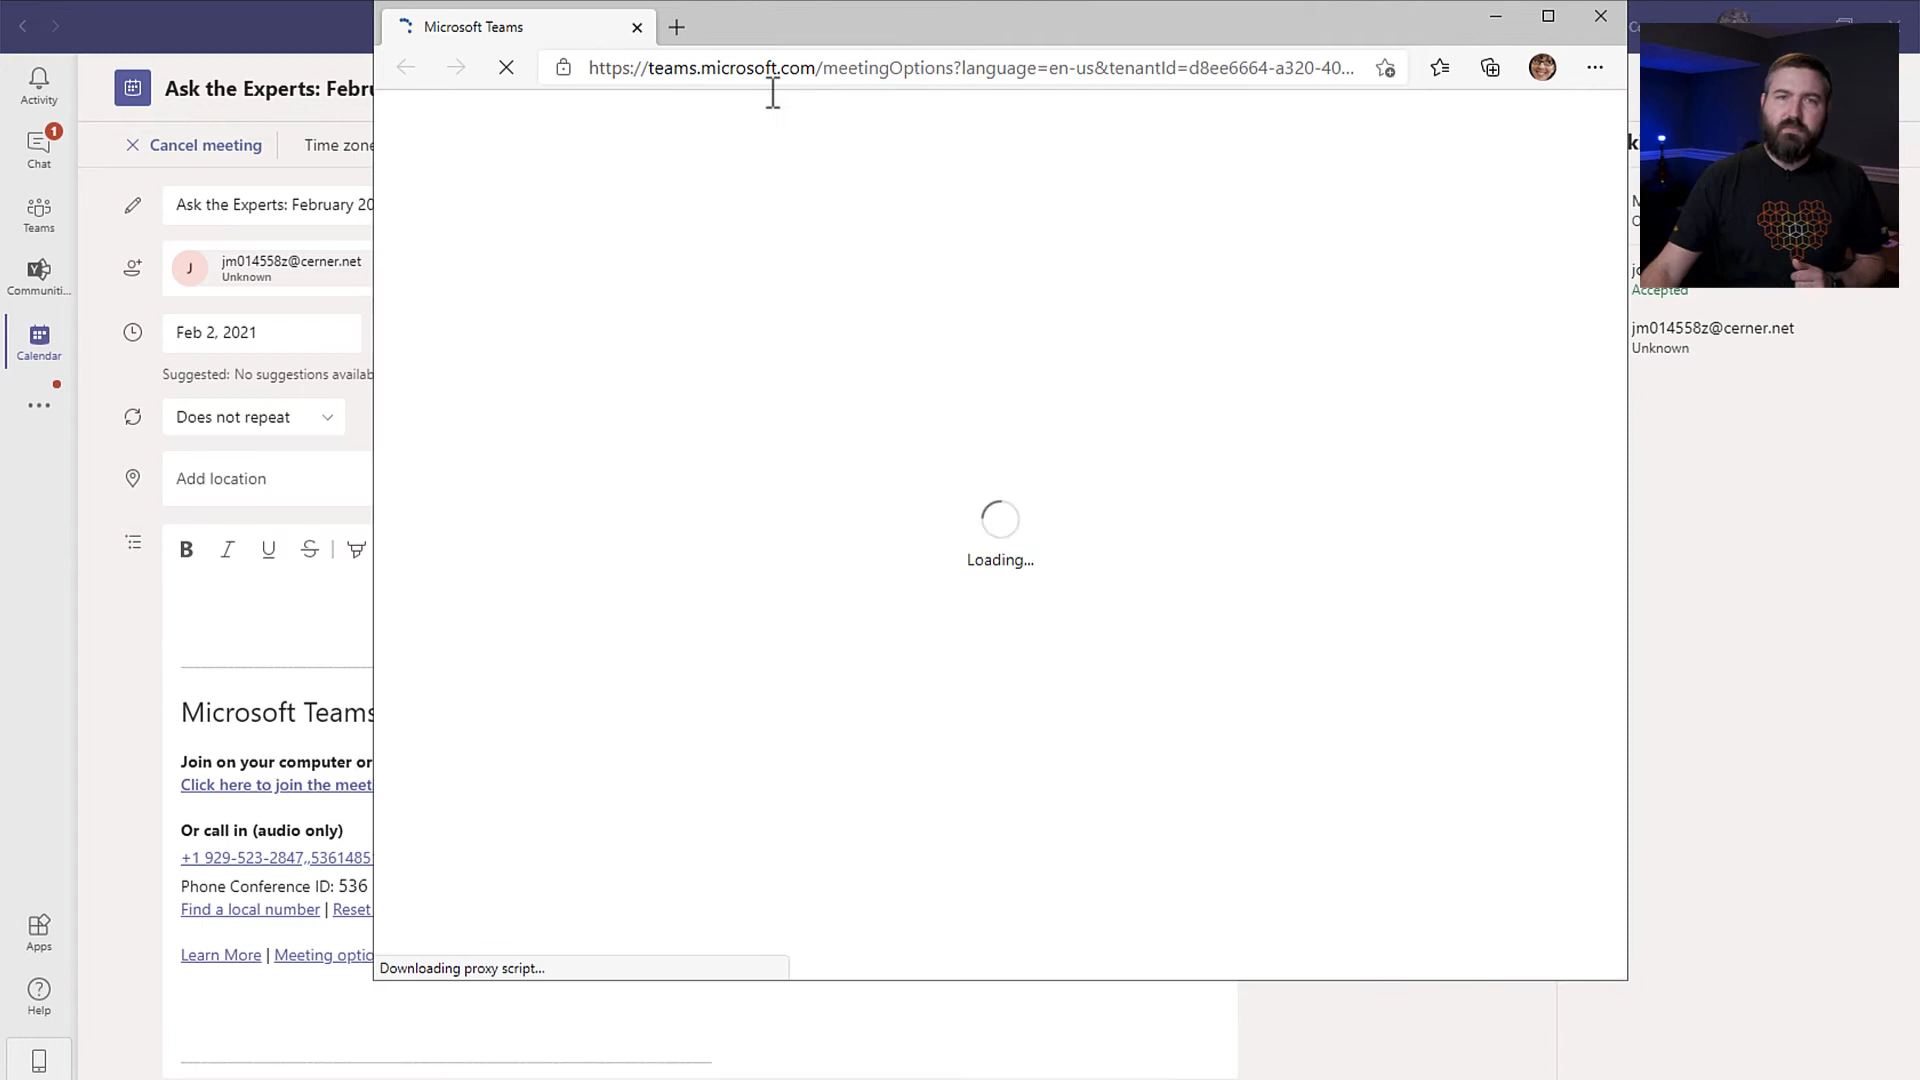 Microsoft Teams
https://teams.microsoft.com/meetingOptions?language=en-us&tenantId=d8ee6664-a320-40...
Activity
1
Chat
Teams
Communiti...
Calendar
Apps
Help
Ask the Experts: Febru
Cancel meeting
Time zone
Ask the Experts: February 20
J
jm014558z@cerner.net
Unknown
Feb 2, 2021
Suggested: No suggestions availab
Does not repeat
Add location
B I U S
Microsoft Teams
Join on your computer or
Click here to join the meet
Or call in (audio only)
+1 929-523-2847,,5361485
Phone Conference ID: 536
Find a local number | Reset
Learn More | Meeting optio
Loading...
Downloading proxy script...
Accepted
jm014558z@cerner.net
Unknown